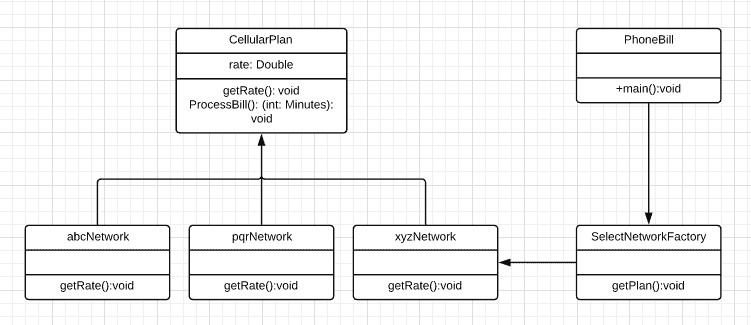 CellularPlan
rate: Double
getRate(): void
ProcessBill(): (int: Minutes):
void
PhoneBill
+main():void
abcNetwork
getRate():void
pqrNetwork
getRate():void
xyzNetwork
getRate():void
SelectNetworkFactory
getPlan():void